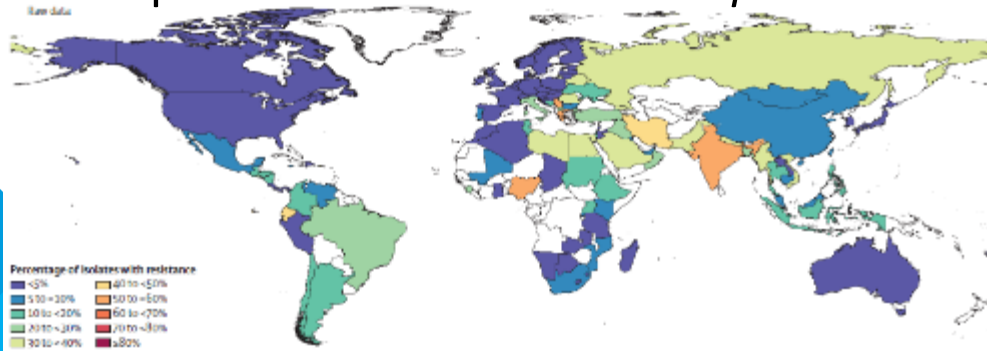 Raw data
Percentage of isolates with resistance
<5%
5 to <10%
10 to <20%
20 to <30%
30 to <40%
40 to <50%
50 to <60%
60 to <70%
70 to <80%
≥80%